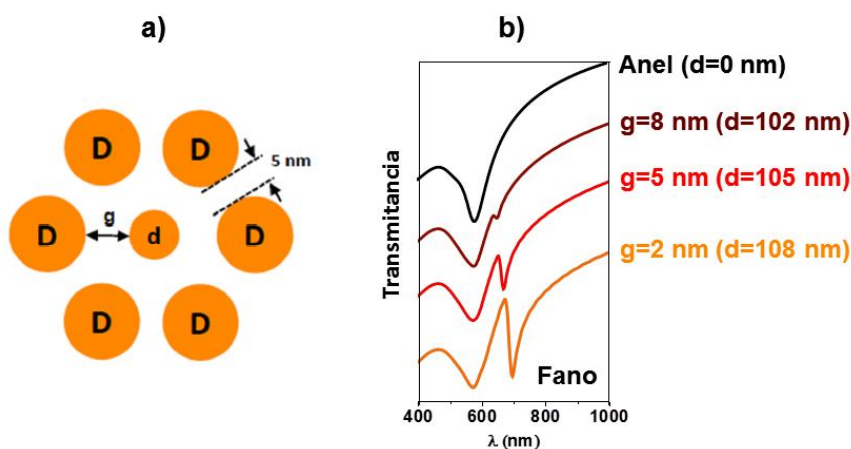 a)
D
D
5 nm
D
g
d
D
D
D
b)
Anel (d=0 nm)
g=8 nm (d=102 nm)
g=5 nm (d=105 nm)
g=2 nm (d=108 nm)
Transmitancia
Fano
400
600
800
1000
λ (nm)